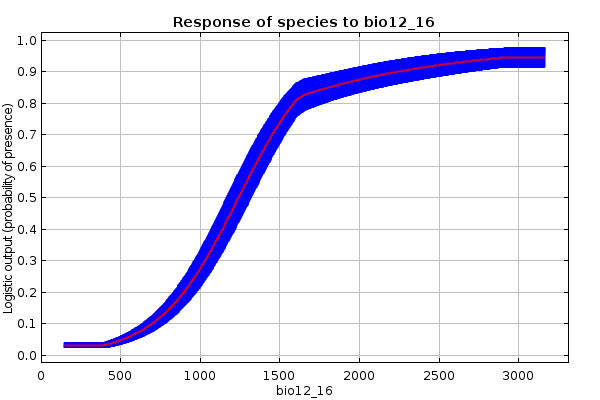 Response of species to bio12_16
Logistic output (probability of presence)
1.0
0.9
0.8
0.7
0.6
0.5
0.4
0.3
0.2
0.1
0.0
0 500 1000 1500 2000 2500 3000
bio12_16